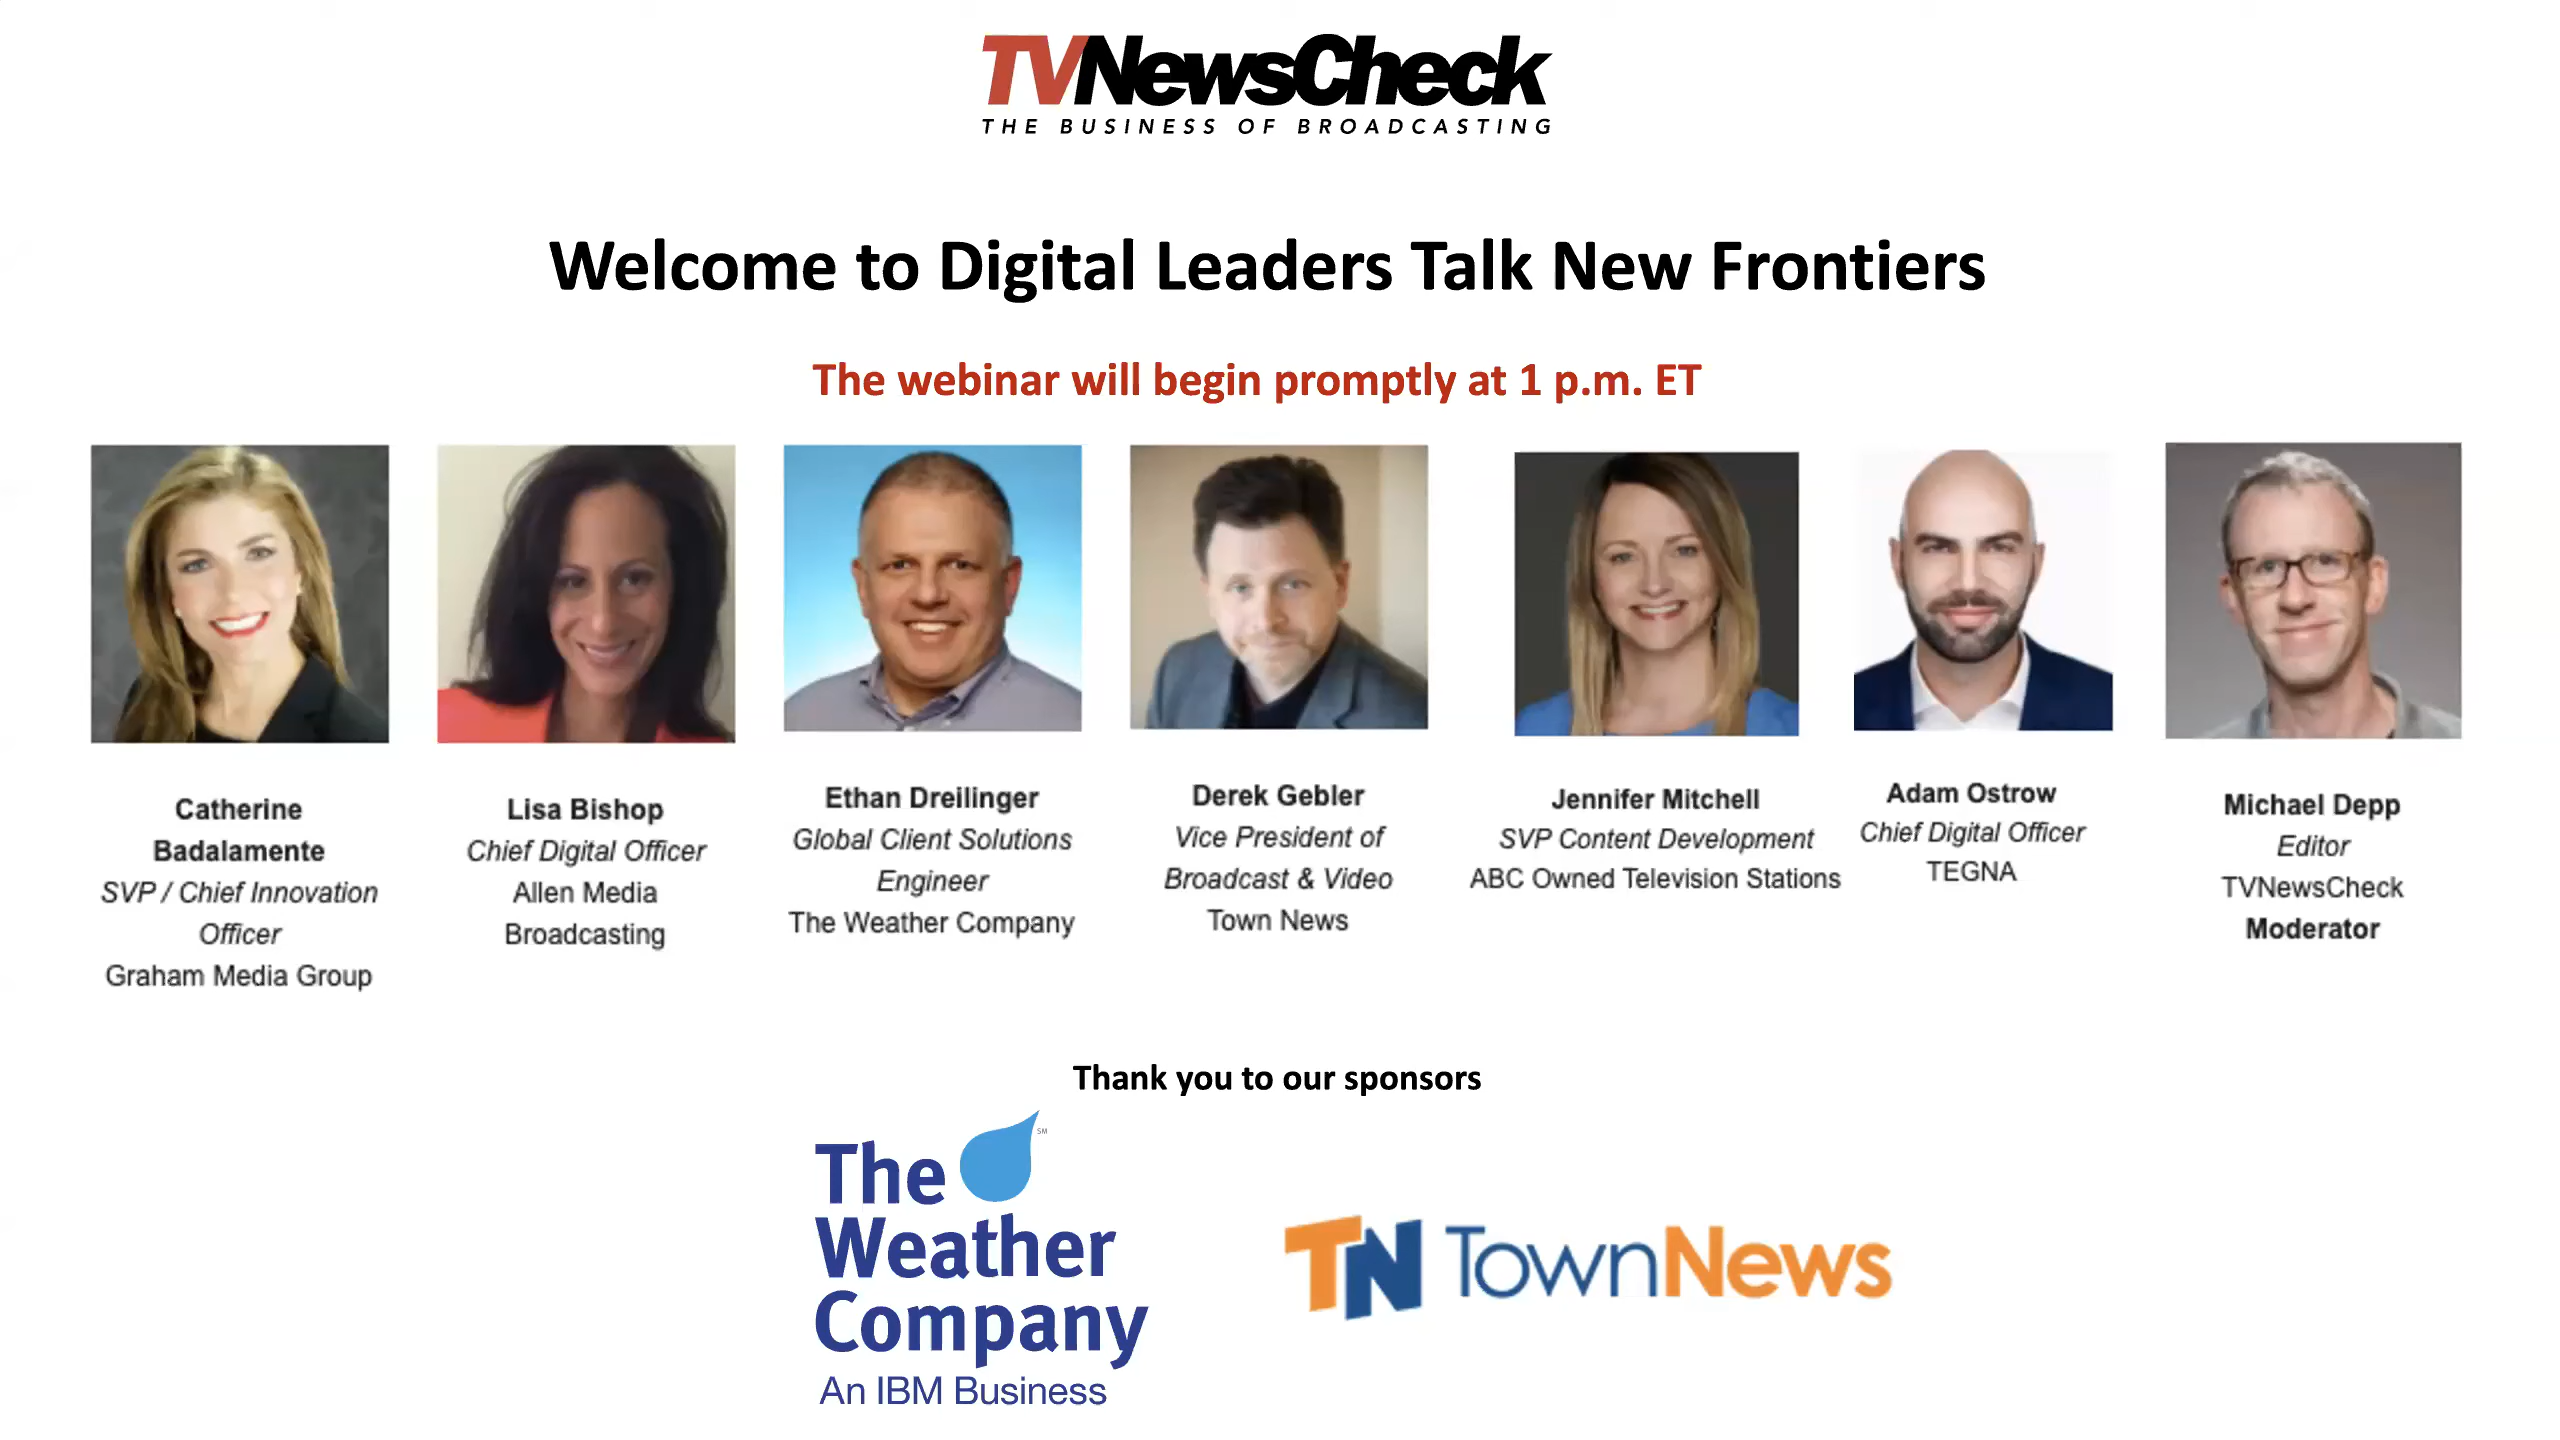 TVNewsCheck
THE BUSINESS OF BROADCASTING
Welcome to Digital Leaders Talk New Frontiers
The webinar will begin promptly at 1 p.m. ET
Catherine
Badalamente
SVP / Chief Innovation
Officer
Graham Media Group
Lisa Bishop
Chief Digital Officer
Allen Media
Broadcasting
Ethan Dreilinger
Global Client Solutions
Engineer
The Weather Company
Derek Gebler
Vice President of
Broadcast & Video
Town News
Jennifer Mitchell
SVP Content Development
ABC Owned Television Stations
Adam Ostrow
Chief Digital Officer
TEGNA
Michael Depp
Editor
TVNewsCheck
Moderator
Thank you to our sponsors
The
SM
Weather
Company
An IBM Business
TN TownNews